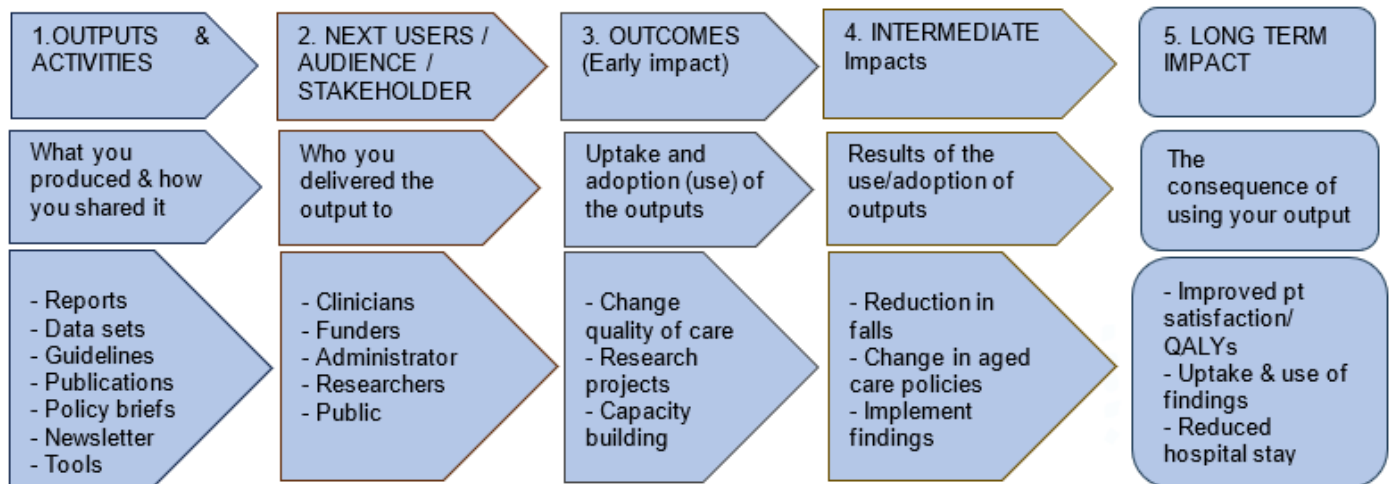 1.OUTPUTS &
ACTIVITIES
2. NEXT USERS /
AUDIENCE /
STAKEHOLDER
3. OUTCOMES
(Early impact)
4. INTERMEDIATE
Impacts
5. LONG TERM
IMPACT
What you
produced & how
you shared it
Who you
delivered the
output to
Uptake and
adoption (use) of
the outputs
Results of the
use/adoption of
outputs
The
consequence of
using your output
- Reports
- Data sets
- Guidelines
- Publications
- Policy briefs
- Newsletter
- Tools
- Clinicians
- Funders
- Administrator
- Researchers
- Public
- Change
quality of care
- Research
projects
- Capacity
building
- Reduction in
falls
- Change in aged
care policies
- Implement
findings
- Improved pt
satisfaction/
QALYs
- Uptake & use of
findings
- Reduced
hospital stay